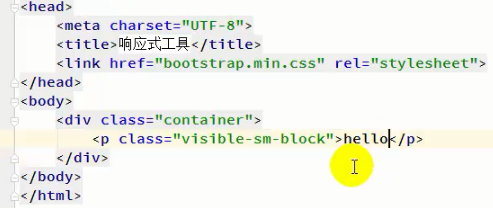 <head>
<meta charset="UTF-8">
<title>响应式工具</title>
<link href="bootstrap.min.css" rel="stylesheet">
</head>
<body>
<div class="container">
<p class="visible-sm-block">hello</p>
</div>
</body>
</html>